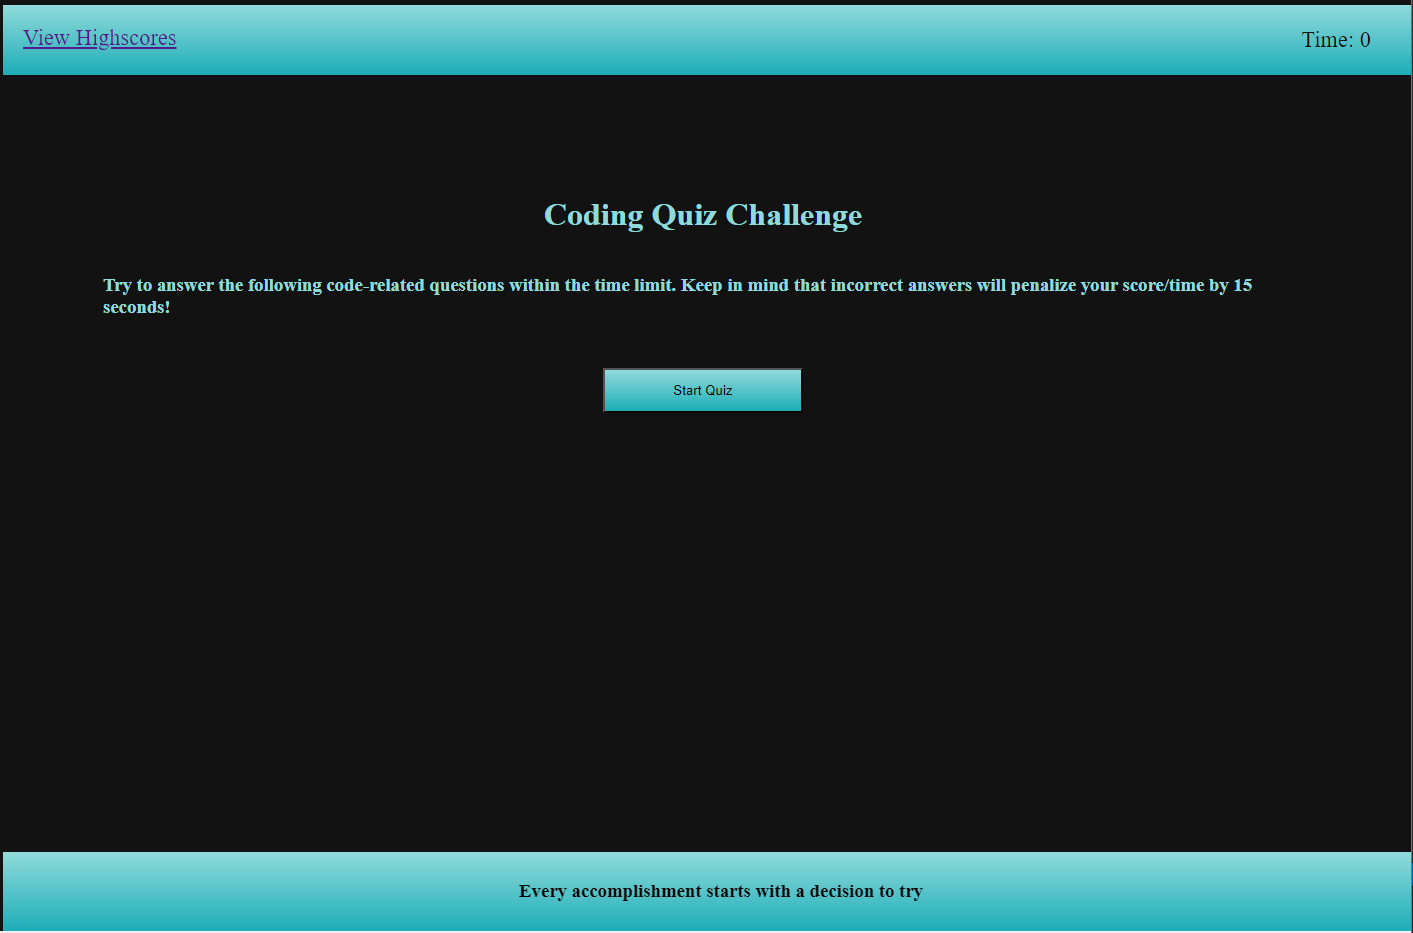 View Highscores
Time: 0
Coding Quiz Challenge
Try to answer the following code-related questions within the time limit. Keep in mind that incorrect answers will penalize your score/time by 15
seconds!
Start Quiz
Every accomplishment starts with a decision to try